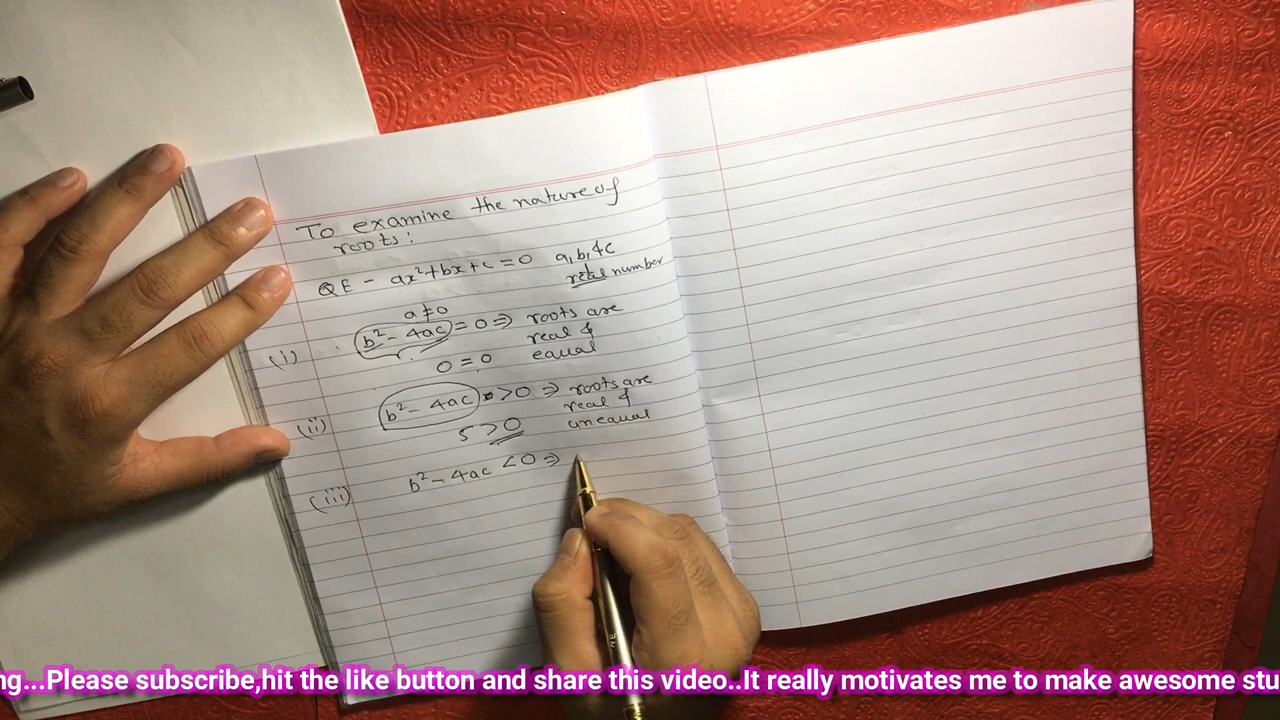 To examine the nature of
roots:
QE - ax²+bx+c=0 a,b,&c
real number
a≠0
(i) b²-4ac=0⇒ roots are
real &
0=0 equal
(ii) b²-4ac >0 ⇒ roots are
real &
5>0 unequal
(iii) b²-4ac <0 ⇒
ng...Please subscribe,hit the like button and share this video..It really motivates me to make awesome stu